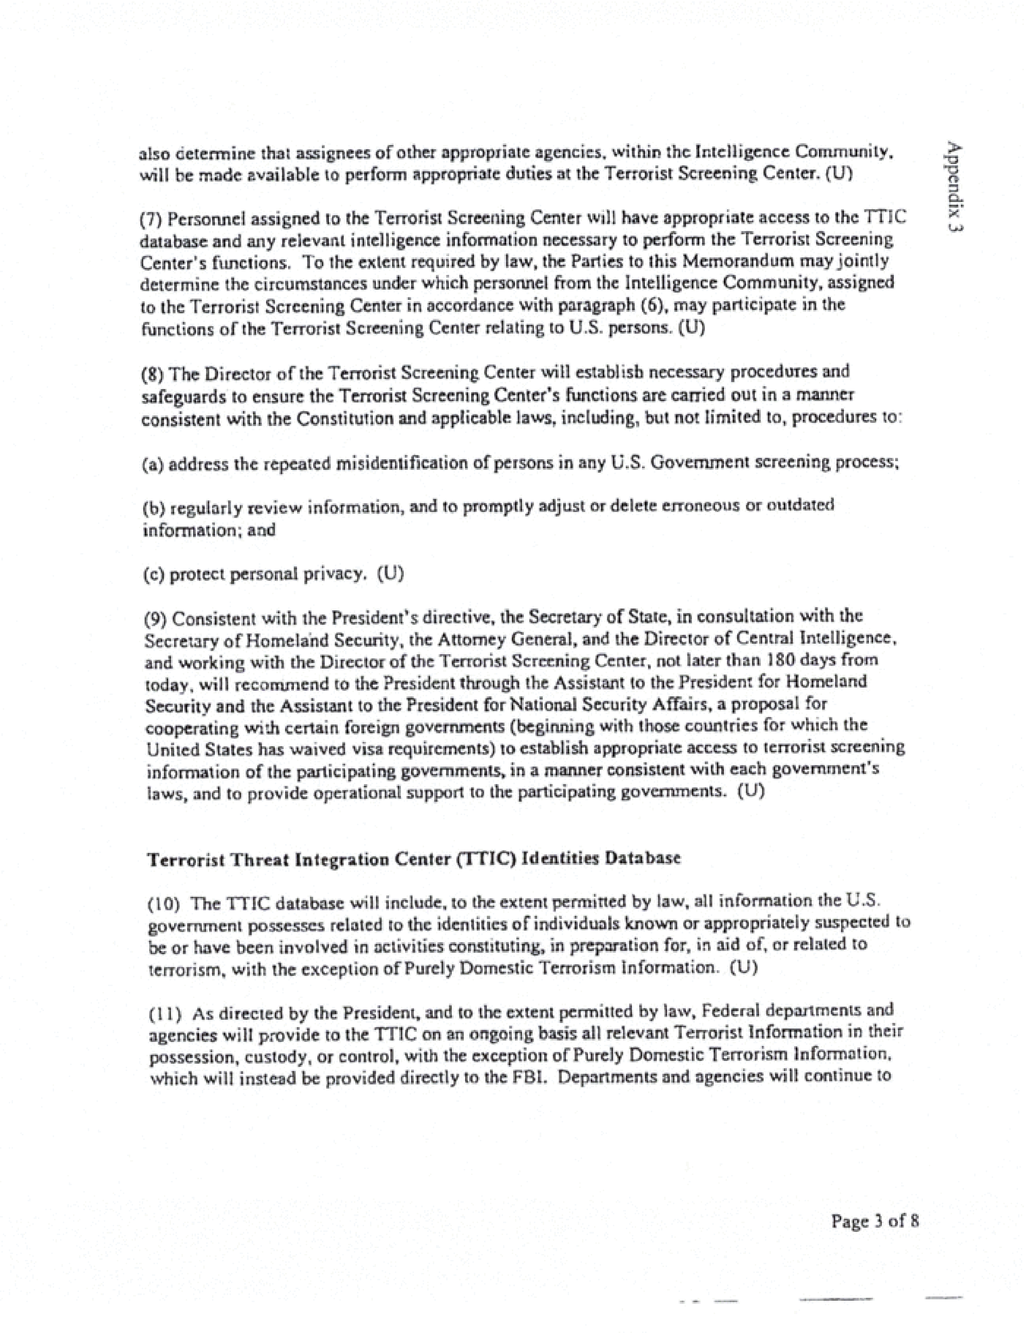 also determine that assignees of other appropriate agencies, within the Intelligence Community,
will be made available to perform appropriate duties at the Terrorist Screening Center. (U)
Appendix 3
(7) Personnel assigned to the Terrorist Screening Center will have appropriate access to the TTIC
database and any relevant intelligence information necessary to perform the Terrorist Screening
Center's functions. To the extent required by law, the Parties to this Memorandum may jointly
determine the circumstances under which personnel from the Intelligence Community, assigned
to the Terrorist Screening Center in accordance with paragraph (6), may participate in the
functions of the Terrorist Screening Center relating to U.S. persons. (U)
(8) The Director of the Terrorist Screening Center will establish necessary procedures and
safeguards to ensure the Terrorist Screening Center's functions are carried out in a manner
consistent with the Constitution and applicable laws, including, but not limited to, procedures to:
(a) address the repeated misidentification of persons in any U.S. Government screening process;
(b) regularly review information, and to promptly adjust or delete erroneous or outdated
information; and
(c) protect personal privacy. (U)
(9) Consistent with the President's directive, the Secretary of State, in consultation with the
Secretary of Homeland Security, the Attorney General, and the Director of Central Intelligence,
and working with the Director of the Terrorist Screening Center, not later than 180 days from
today, will recommend to the President through the Assistant to the President for Homeland
Security and the Assistant to the President for National Security Affairs, a proposal for
cooperating with certain foreign governments (beginning with those countries for which the
United States has waived visa requirements) to establish appropriate access to terrorist screening
information of the participating governments, in a manner consistent with each government's
laws, and to provide operational support to the participating governments. (U)
Terrorist Threat Integration Center (TTIC) Identities Database
(10) The TTIC database will include, to the extent permitted by law, all information the U.S.
government possesses related to the identities of individuals known or appropriately suspected to
be or have been involved in activities constituting, in preparation for, in aid of, or related to
terrorism, with the exception of Purely Domestic Terrorism Information. (U)
(11) As directed by the President, and to the extent permitted by law, Federal departments and
agencies will provide to the TTIC on an ongoing basis all relevant Terrorist Information in their
possession, custody, or control, with the exception of Purely Domestic Terrorism Information,
which will instead be provided directly to the FBI. Departments and agencies will continue to
Page 3 of 8